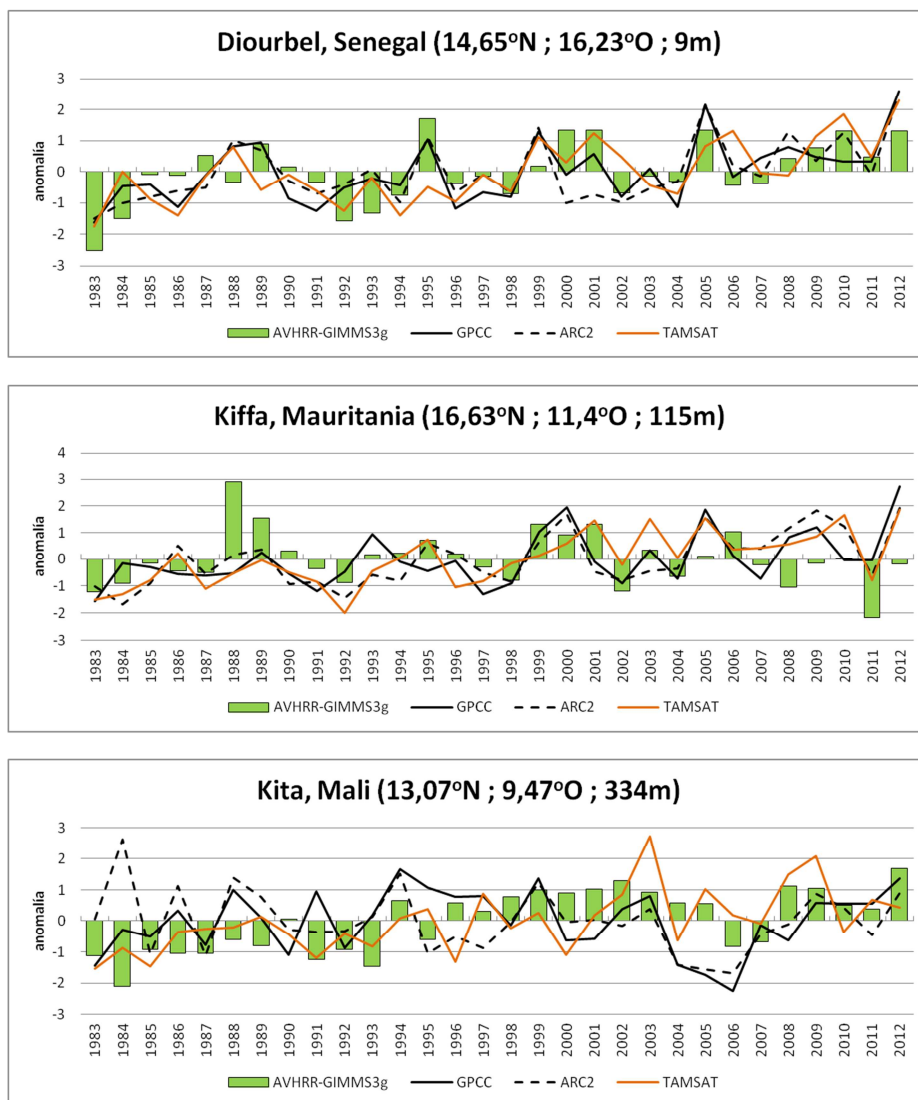 Diourbel, Senegal (14,65ºN ; 16,23ºO ; 9m)
3
2
1
0
-1
-2
-3
anomalia
1983 1984 1985 1986 1987 1988 1989 1990 1991 1992 1993 1994 1995 1996 1997 1998 1999 2000 2001 2002 2003 2004 2005 2006 2007 2008 2009 2010 2011 2012
AVHRR-GIMMS3g GPCC ARC2 TAMSAT
Kiffa, Mauritania (16,63ºN ; 11,4ºO ; 115m)
4
3
2
1
0
-1
-2
-3
anomalia
1983 1984 1985 1986 1987 1988 1989 1990 1991 1992 1993 1994 1995 1996 1997 1998 1999 2000 2001 2002 2003 2004 2005 2006 2007 2008 2009 2010 2011 2012
AVHRR-GIMMS3g GPCC ARC2 TAMSAT
Kita, Mali (13,07ºN ; 9,47ºO ; 334m)
3
2
1
0
-1
-2
-3
anomalia
1983 1984 1985 1986 1987 1988 1989 1990 1991 1992 1993 1994 1995 1996 1997 1998 1999 2000 2001 2002 2003 2004 2005 2006 2007 2008 2009 2010 2011 2012
AVHRR-GIMMS3g GPCC ARC2 TAMSAT